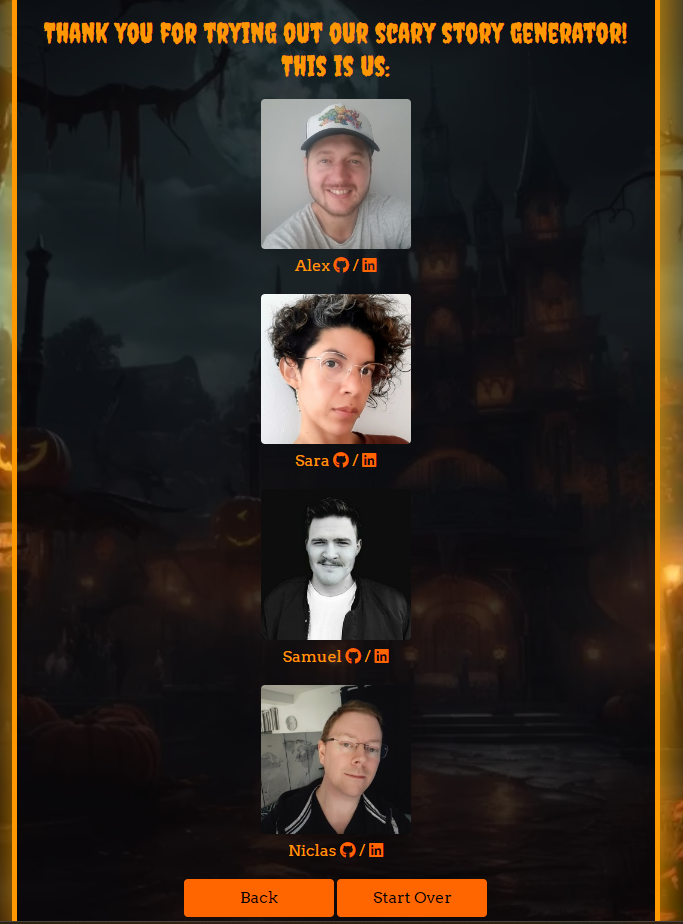 THANK YOU FOR TRYING OUT OUR SCARY STORY GENERATOR!
THIS IS US:
Alex /
Sara /
Samuel /
Niclas /
Back
Start Over